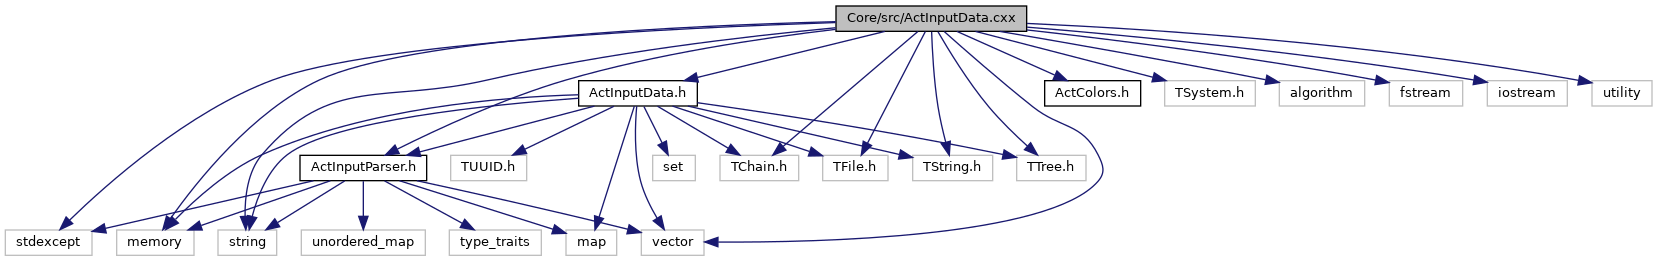 Core/src/ActInputData.cxx
ActInputData.h
ActColors.h
TSystem.h
algorithm
fstream
iostream
utility
ActInputParser.h
TUUID.h
set
TChain.h
TFile.h
TString.h
TTree.h
stdexcept
memory
string
unordered_map
type_traits
map
vector